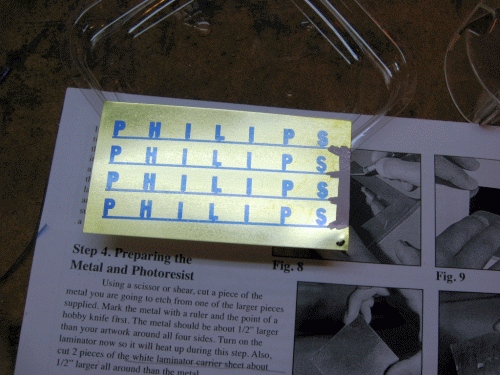 PHILIPS
PHILIPS
PHILIPS
PHILIPS
Step 4. Preparing the
Metal and Photoresist
Fig. 8
Fig. 9
Using a scissor or shear, cut a piece of the
metal you are going to etch from one of the larger pieces
supplied. Mark the metal with a ruler and the point of a
hobby knife first. The metal should be about 1/2" larger
than your artwork around all four sides. Turn on the
laminator now so it will heat up during this step. Also,
cut 2 pieces of the white laminator carrier sheet about
1/2" larger all around than the metal.